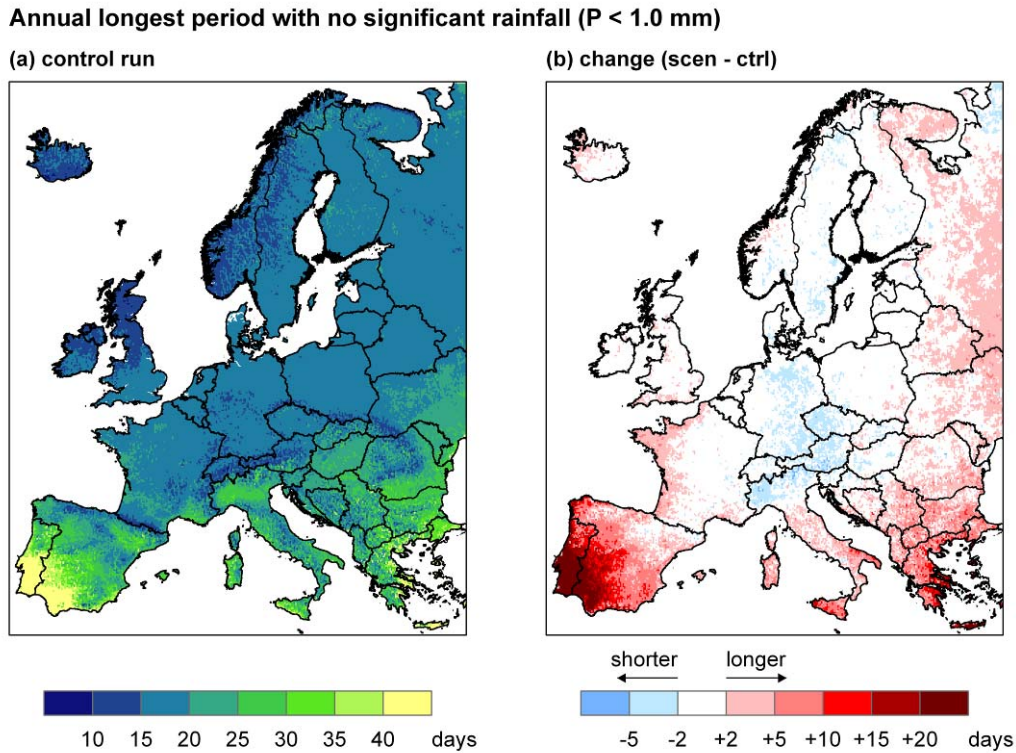 Annual longest period with no significant rainfall (P < 1.0 mm)
(a) control run
(b) change (scen - ctrl)
shorter longer
10 15 20 25 30 35 40 days
-5 -2 +2 +5 +10 +15 +20 days